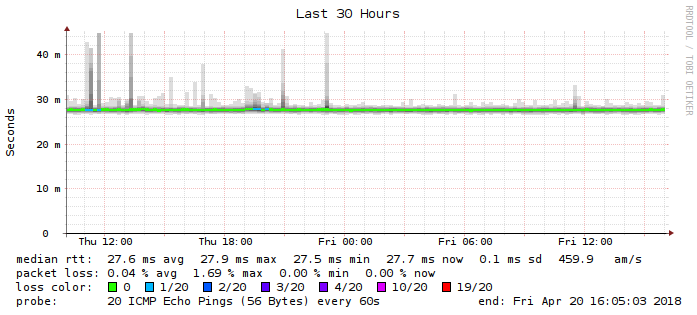 Last 30 Hours
RRDTOOL / TOBI OETIKER
Seconds
40 m
30 m
20 m
10 m
0
Thu 12:00 Thu 18:00 Fri 00:00 Fri 06:00 Fri 12:00
median rtt: 27.6 ms avg 27.9 ms max 27.5 ms min 27.7 ms now 0.1 ms sd 459.9 am/s
packet loss: 0.04 % avg 1.69 % max 0.00 % min 0.00 % now
loss color: 0 1/20 2/20 3/20 4/20 10/20 19/20
probe: 20 ICMP Echo Pings (56 Bytes) every 60s end: Fri Apr 20 16:05:03 2018